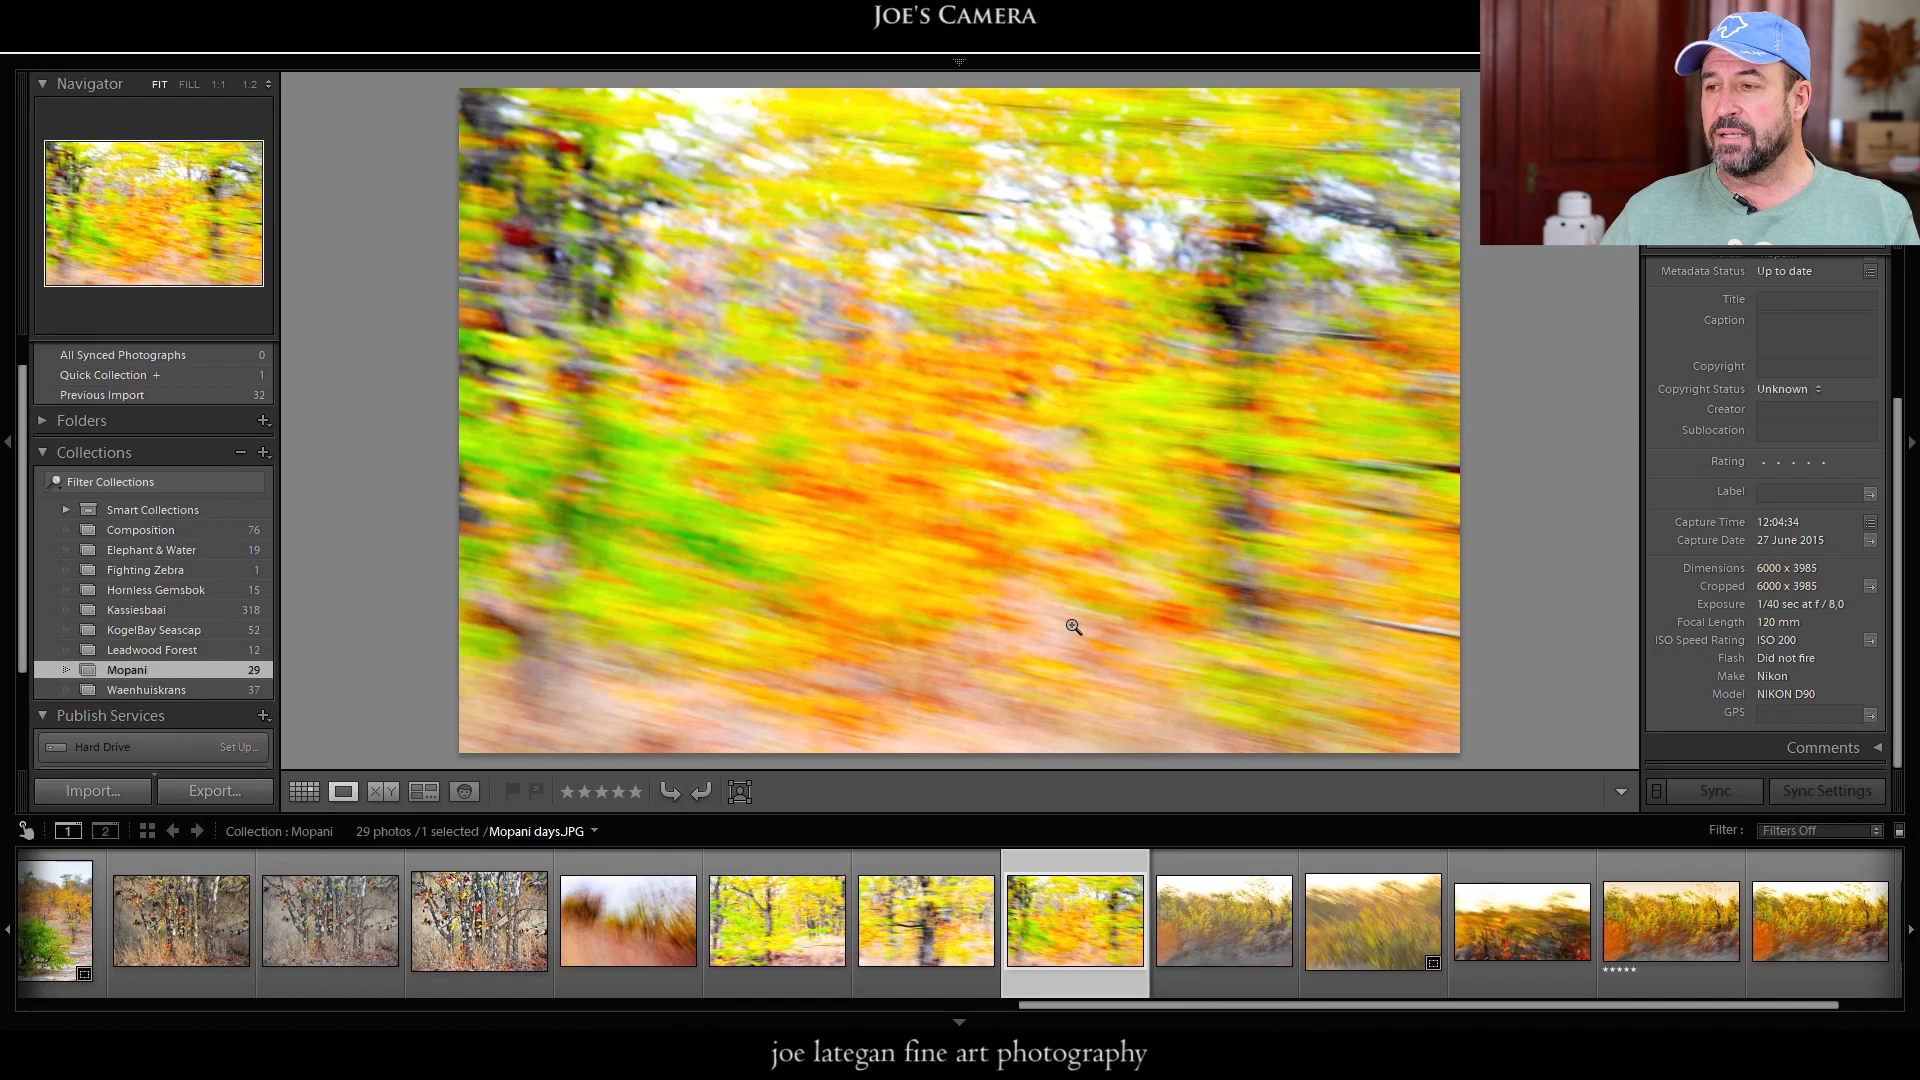 Joe's Camera
Navigator FIT FILL 1:1 1:2
All Synced Photographs 0
Quick Collection + 1
Previous Import 32
Folders
Collections
Filter Collections
Smart Collections
Composition 76
Elephant & Water 19
Fighting Zebra 1
Hornless Gemsbok 15
Kassiesbaai 318
KogelBay Seascap 52
Leadwood Forest 12
Mopani 29
Waenhuiskrans 37
Publish Services
Hard Drive Set Up...
Import... Export...
Metadata Status Up to date
Title
Caption
Copyright
Copyright Status Unknown
Creator
Sublocation
Rating
Label
Capture Time 12:04:34
Capture Date 27 June 2015
Dimensions 6000 x 3985
Cropped 6000 x 3985
Exposure 1/40 sec at f / 8,0
Focal Length 120 mm
ISO Speed Rating ISO 200
Flash Did not fire
Make Nikon
Model NIKON D90
GPS
Comments
Sync Sync Settings
X Y
1 2 Collection : Mopani 29 photos / 1 selected / Mopani days.JPG Filter : Filters Off
joe lategan fine art photography